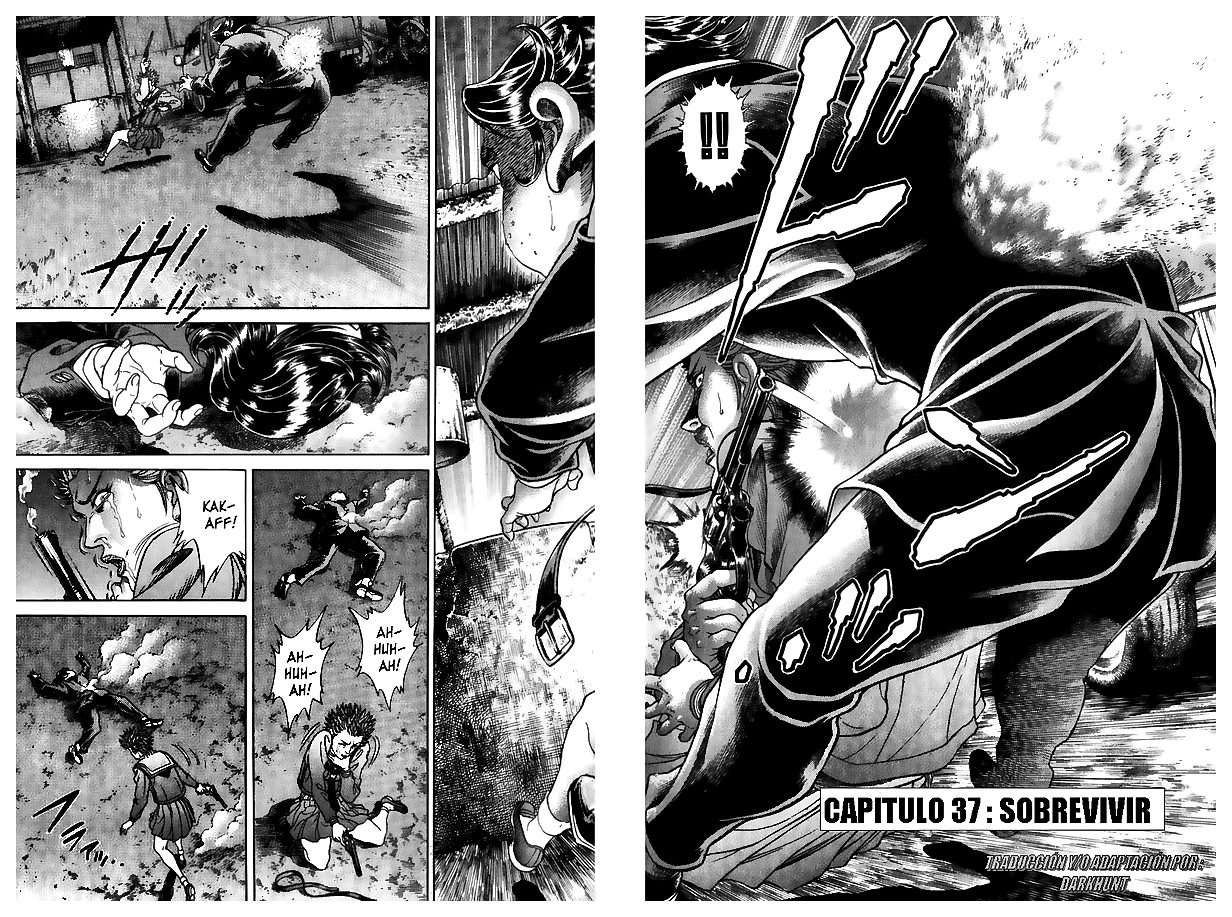 !!
CAPITULO 37 : SOBREVIVIR
TRADUCCIÓN Y/O ADAPTACIÓN POR :
DARKHUNT
KAK-
AFF!
AH-
HUH-
AH!
AH-
HUH-
AH!